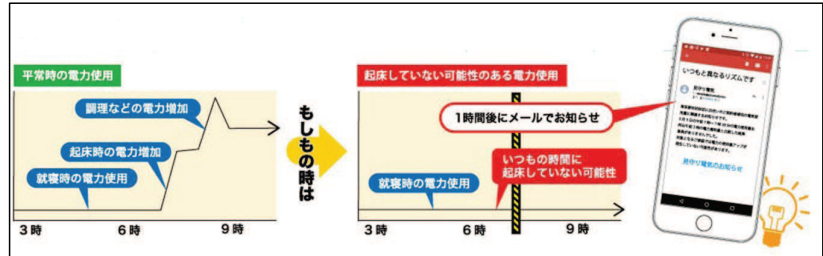 平常時の電力使用
調理などの電力増加
起床時の電力増加
就寝時の電力使用
3時
6時
9時
もしもの時は
起床していない可能性のある電力使用
1時間後にメールでお知らせ
いつもの時間に
起床していない可能性
就寝時の電力使用
3時
6時
9時
いつもと異なるリズムです
見守り電気
見守り電気のお知らせ